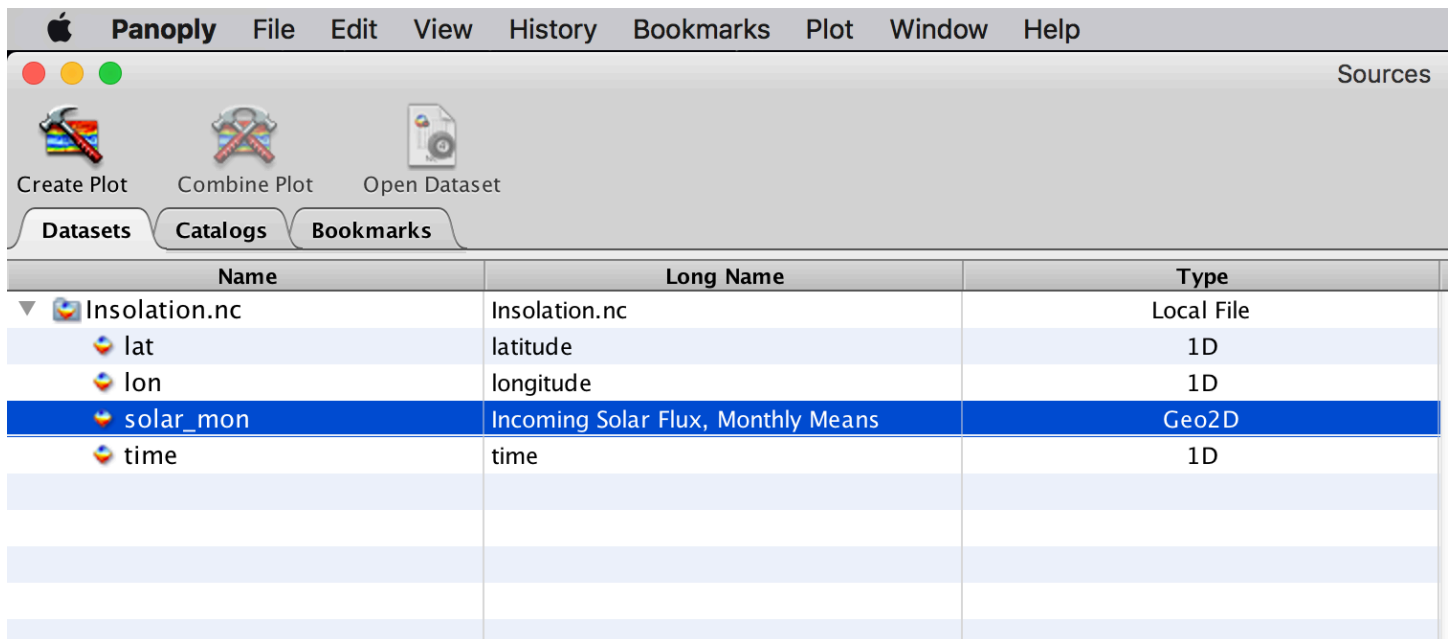 Panoply File Edit View History Bookmarks Plot Window Help
Sources
Create Plot Combine Plot Open Dataset
Datasets Catalogs Bookmarks
Name Long Name Type
Insolation.nc Insolation.nc Local File
lat latitude 1D
lon longitude 1D
solar_mon Incoming Solar Flux, Monthly Means Geo2D
time time 1D